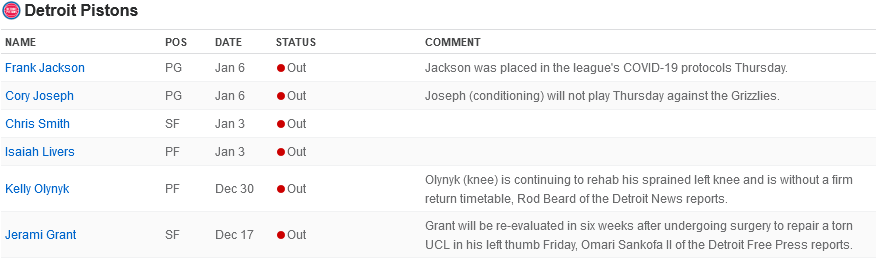 Detroit Pistons
NAME POS DATE STATUS COMMENT
Frank Jackson PG Jan 6 Out Jackson was placed in the league's COVID-19 protocols Thursday.
Cory Joseph PG Jan 6 Out Joseph (conditioning) will not play Thursday against the Grizzlies.
Chris Smith SF Jan 3 Out
Isaiah Livers PF Jan 3 Out
Kelly Olynyk PF Dec 30 Out Olynyk (knee) is continuing to rehab his sprained left knee and is without a firm
return timetable, Rod Beard of the Detroit News reports.
Jerami Grant SF Dec 17 Out Grant will be re-evaluated in six weeks after undergoing surgery to repair a torn
UCL in his left thumb Friday, Omari Sankofa II of the Detroit Free Press reports.